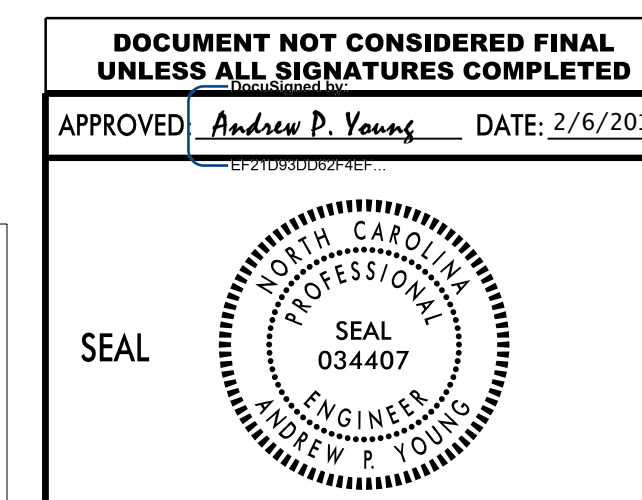 DOCUMENT NOT CONSIDERED FINAL
UNLESS ALL SIGNATURES COMPLETED
DocuSigned by:
APPROVED: Andrew P. Young DATE: 2/6/201
EF21D93DD62F4EF...
SEAL
NORTH CAROLINA
PROFESSIONAL
SEAL
034407
ENGINEER
ANDREW P. YOUNG